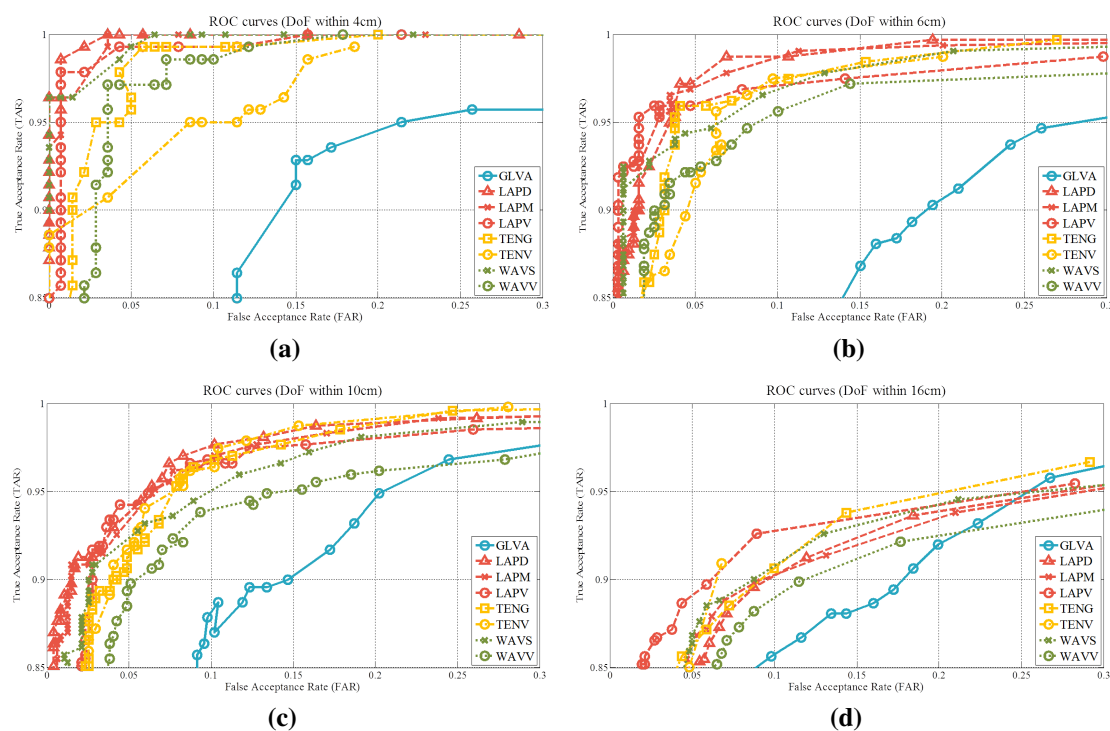 ROC curves (DoF within 4cm)
True Acceptance Rate (TAR)
1
0.95
0.9
0.85
0
0.05
0.1
0.15
0.2
0.25
0.3
False Acceptance Rate (FAR)
GLVA
LAPD
LAPM
LAPV
TENG
TENV
WAVS
WAVV
(a)
ROC curves (DoF within 6cm)
True Acceptance Rate (TAR)
1
0.95
0.9
0.85
0
0.05
0.1
0.15
0.2
0.25
0.3
False Acceptance Rate (FAR)
GLVA
LAPD
LAPM
LAPV
TENG
TENV
WAVS
WAVV
(b)
ROC curves (DoF within 10cm)
True Acceptance Rate (TAR)
1
0.95
0.9
0.85
0
0.05
0.1
0.15
0.2
0.25
0.3
False Acceptance Rate (FAR)
GLVA
LAPD
LAPM
LAPV
TENG
TENV
WAVS
WAVV
(c)
ROC curves (DoF within 16cm)
True Acceptance Rate (TAR)
1
0.95
0.9
0.85
0
0.05
0.1
0.15
0.2
0.25
0.3
False Acceptance Rate (FAR)
GLVA
LAPD
LAPM
LAPV
TENG
TENV
WAVS
WAVV
(d)